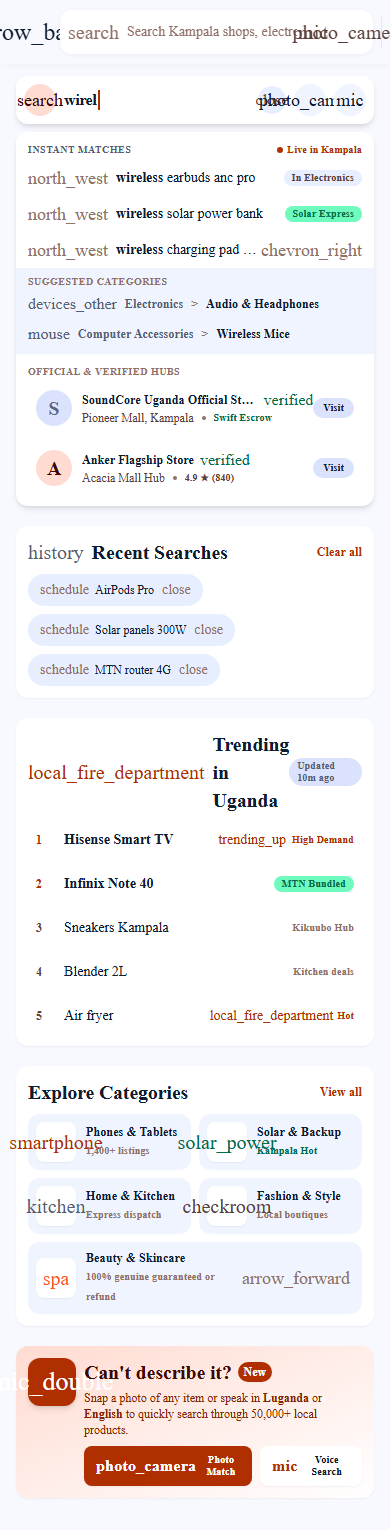 search Search Kampala shops, electro
photo_came
search wirel
photo_cam mic
INSTANT MATCHES Live in Kampala
north_west wireless earbuds anc pro In Electronics
north_west wireless solar power bank Solar Express
north_west wireless charging pad ... chevron_right
SUGGESTED CATEGORIES
devices_other Electronics > Audio & Headphones
mouse Computer Accessories > Wireless Mice
OFFICIAL & VERIFIED HUBS
S SoundCore Uganda Official St... verified Visit
Pioneer Mall, Kampala • Swift Escrow
A Anker Flagship Store verified Visit
Acacia Mall Hub • 4.9 ★ (840)
history Recent Searches Clear all
schedule AirPods Pro close
schedule Solar panels 300W close
schedule MTN router 4G close
local_fire_department Trending
in
Uganda
Updated
10m ago
1 Hisense Smart TV trending_up High Demand
2 Infinix Note 40 MTN Bundled
3 Sneakers Kampala Kikuubo Hub
4 Blender 2L Kitchen deals
5 Air fryer local_fire_department Hot
Explore Categories View all
smartphone Phones & Tablets
1,400+ listings
solar_power Solar & Backup
Kampala Hot
kitchen Home & Kitchen
Express dispatch
checkroom Fashion & Style
Local boutiques
spa Beauty & Skincare
100% genuine guaranteed or
refund
arrow_forward
Can't describe it? New
Snap a photo of any item or speak in Luganda or
English to quickly search through 50,000+ local
products.
photo_camera Photo
Match
mic Voice
Search